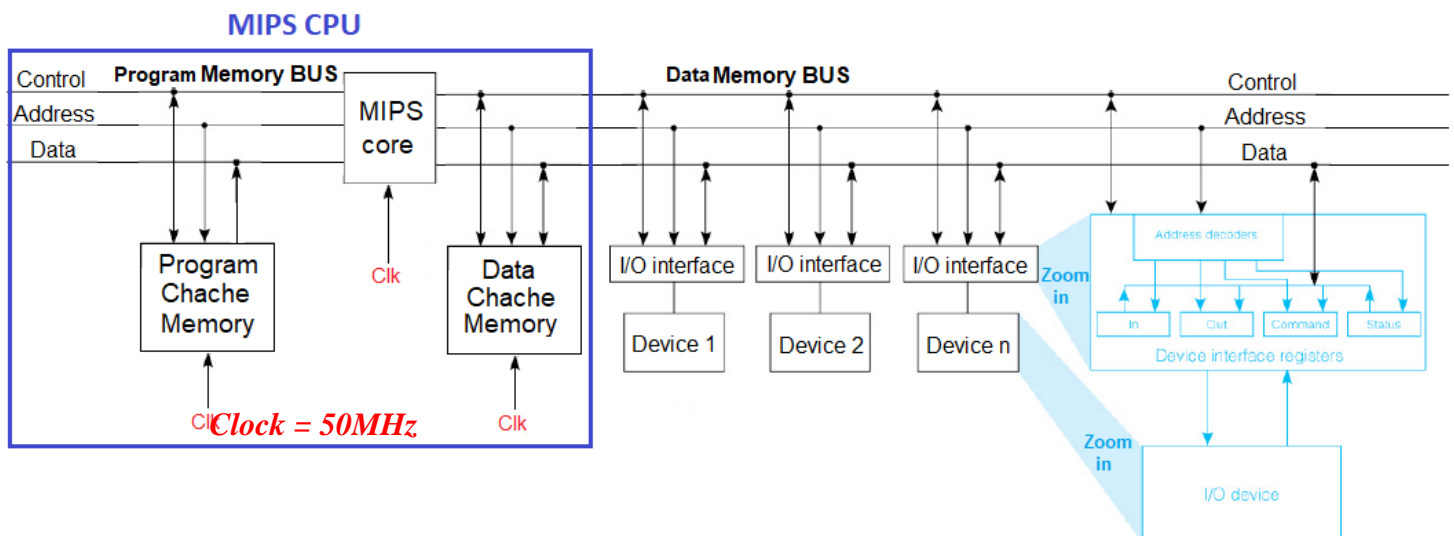 MIPS CPU
Program Memory BUS
Data Memory BUS
Control
Address
Data
MIPS
core
Control
Address
Data
Clk
Program
Chache
Memory
Data
Chache
Memory
I/O interface
I/O interface
I/O interface
Device 1
Device 2
Device n
Zoom
in
Address decoders
In
Out
Command
Status
Device interface registers
Clk
Clock = 50MHz
Clk
Zoom
in
I/O device